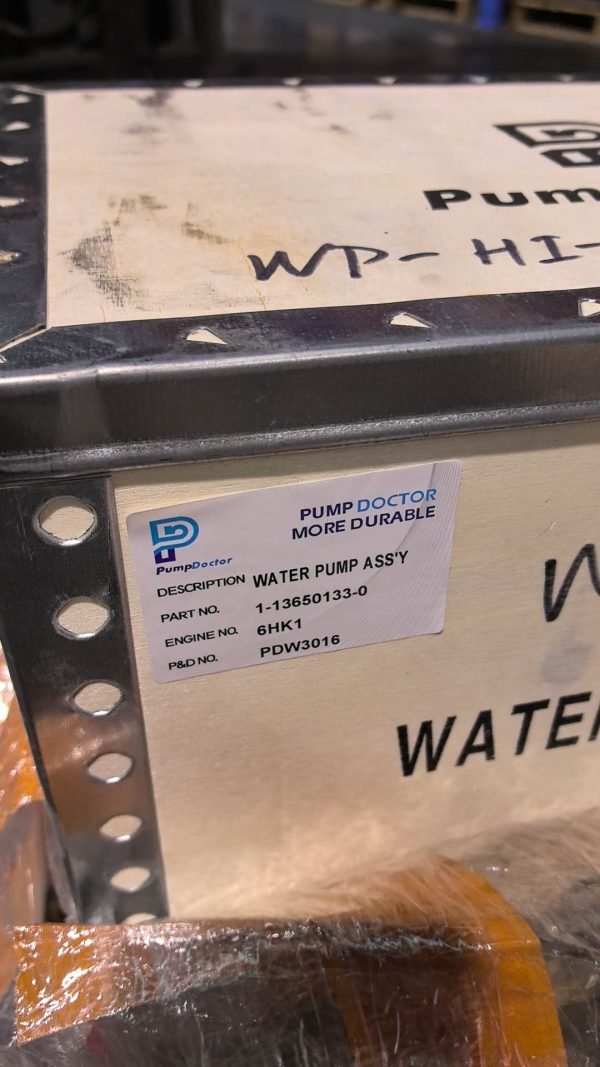 Pum
WP- HI-
PUMP DOCTOR
MORE DURABLE
PumpDoctor
DESCRIPTION WATER PUMP ASS'Y
PART NO. 1-13650133-0
ENGINE NO. 6HK1
P&D NO. PDW3016
W
WATE